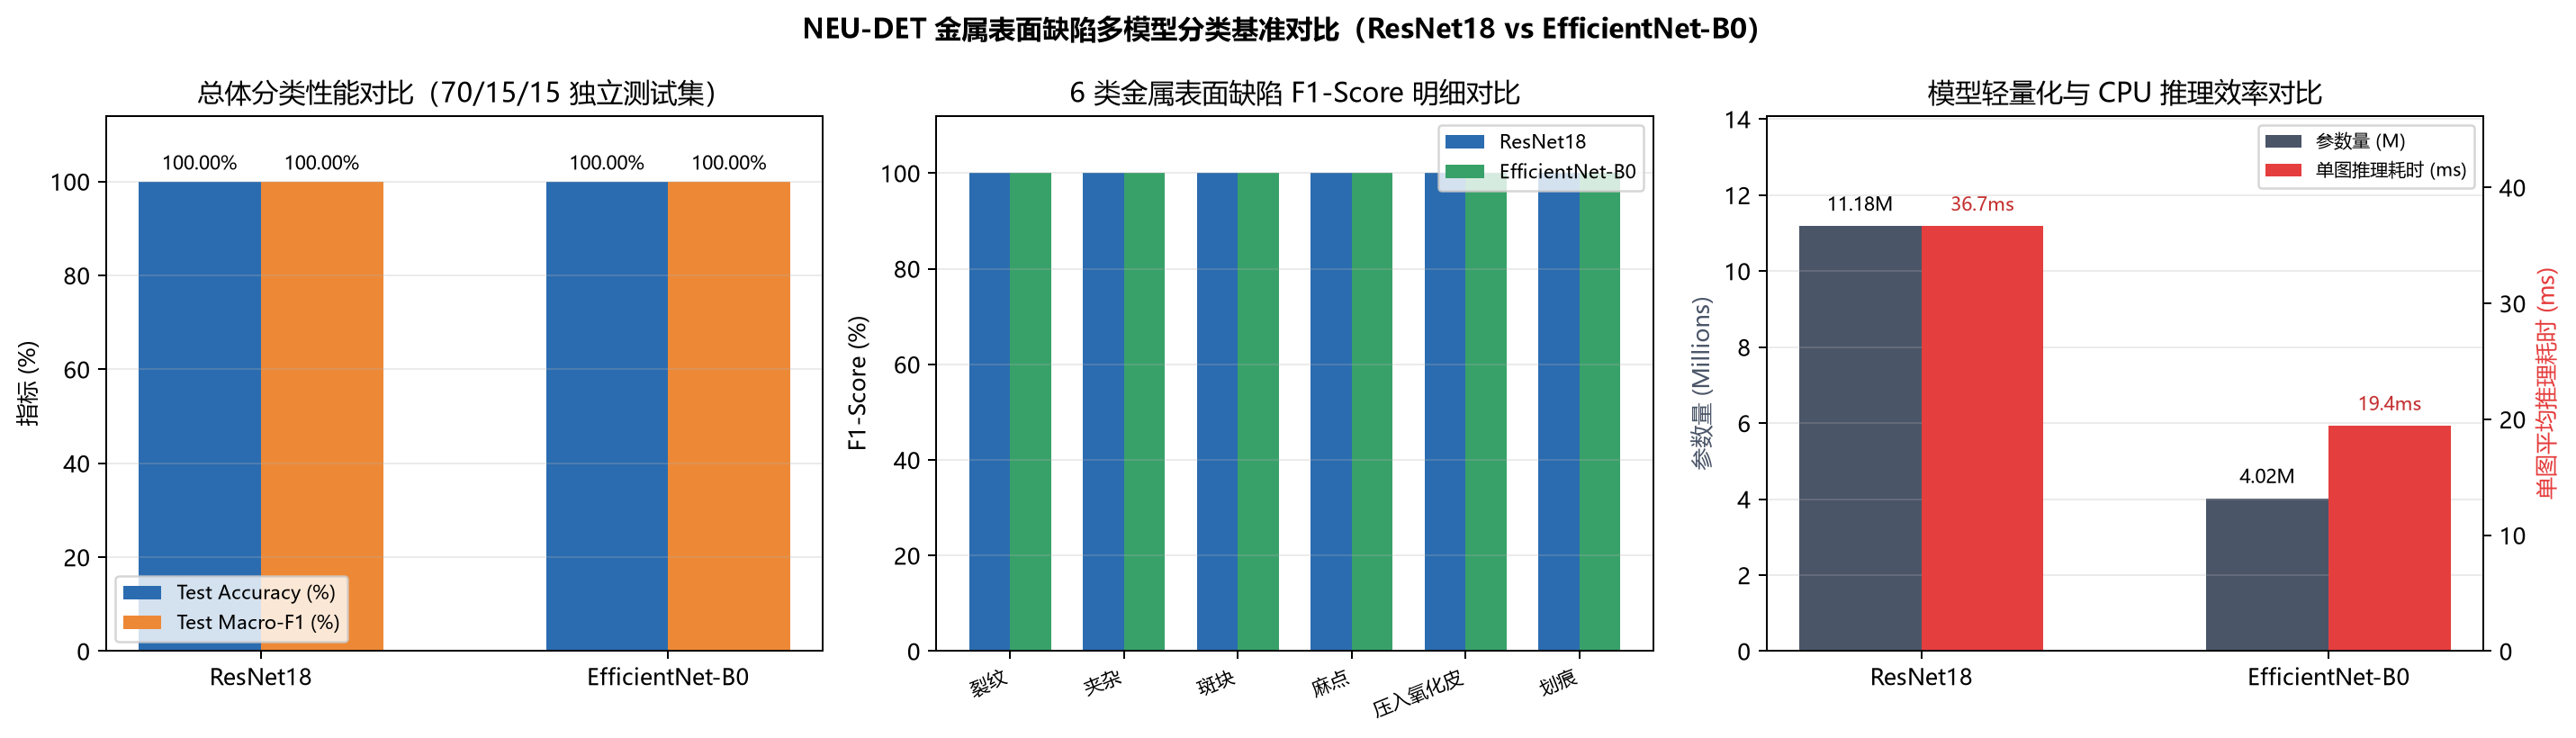 NEU-DET 金属表面缺陷多模型分类基准对比（ResNet18 vs EfficientNet-B0）
总体分类性能对比（70/15/15 独立测试集）
指标 (%)
100
80
60
40
20
0
100.00%
100.00%
100.00%
100.00%
Test Accuracy (%)
Test Macro-F1 (%)
ResNet18
EfficientNet-B0
6 类金属表面缺陷 F1-Score 明细对比
F1-Score (%)
100
80
60
40
20
0
ResNet18
EfficientNet-B0
裂纹
夹杂
斑块
麻点
压入氧化皮
划痕
模型轻量化与 CPU 推理效率对比
参数量 (Millions)
14
12
10
8
6
4
2
0
参数量 (M)
单图推理耗时 (ms)
11.18M
36.7ms
4.02M
19.4ms
40
30
20
10
0
单图平均推理耗时 (ms)
ResNet18
EfficientNet-B0